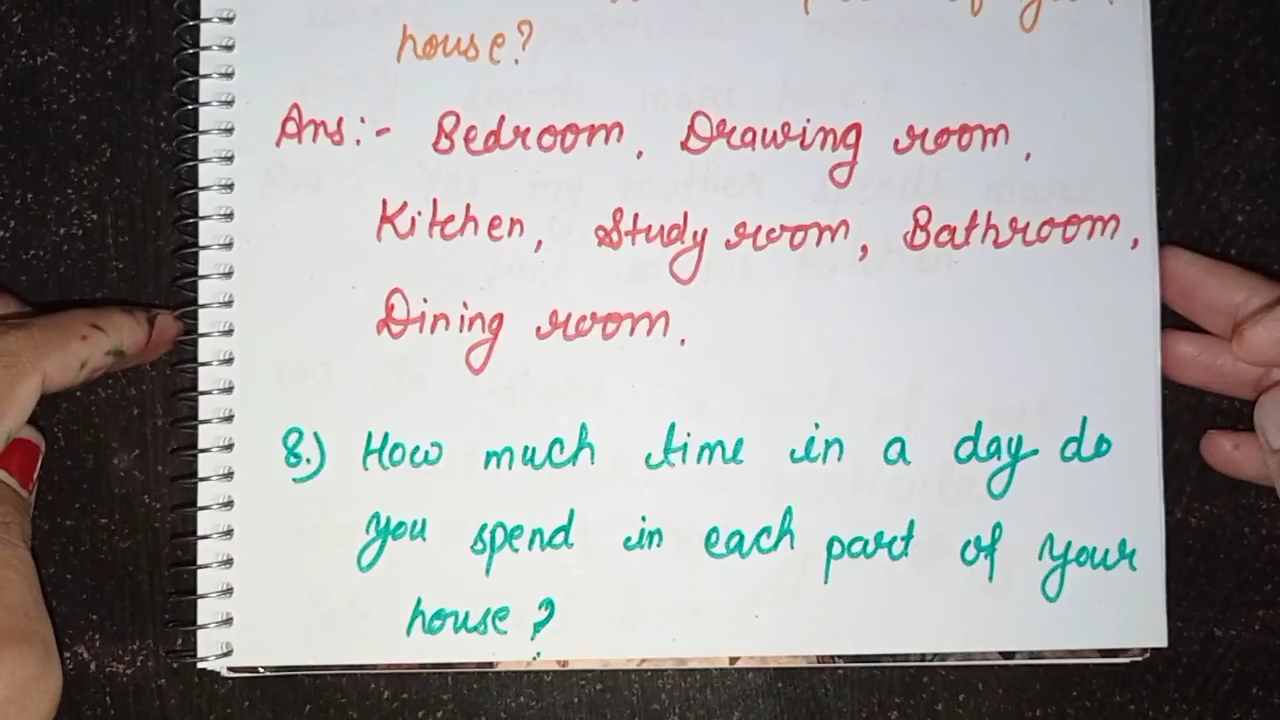 house?
Ans:- Bedroom, Drawing room,
Kitchen, Study room, Bathroom,
Dining room.
8.) How much time in a day do
you spend in each part of your
house?